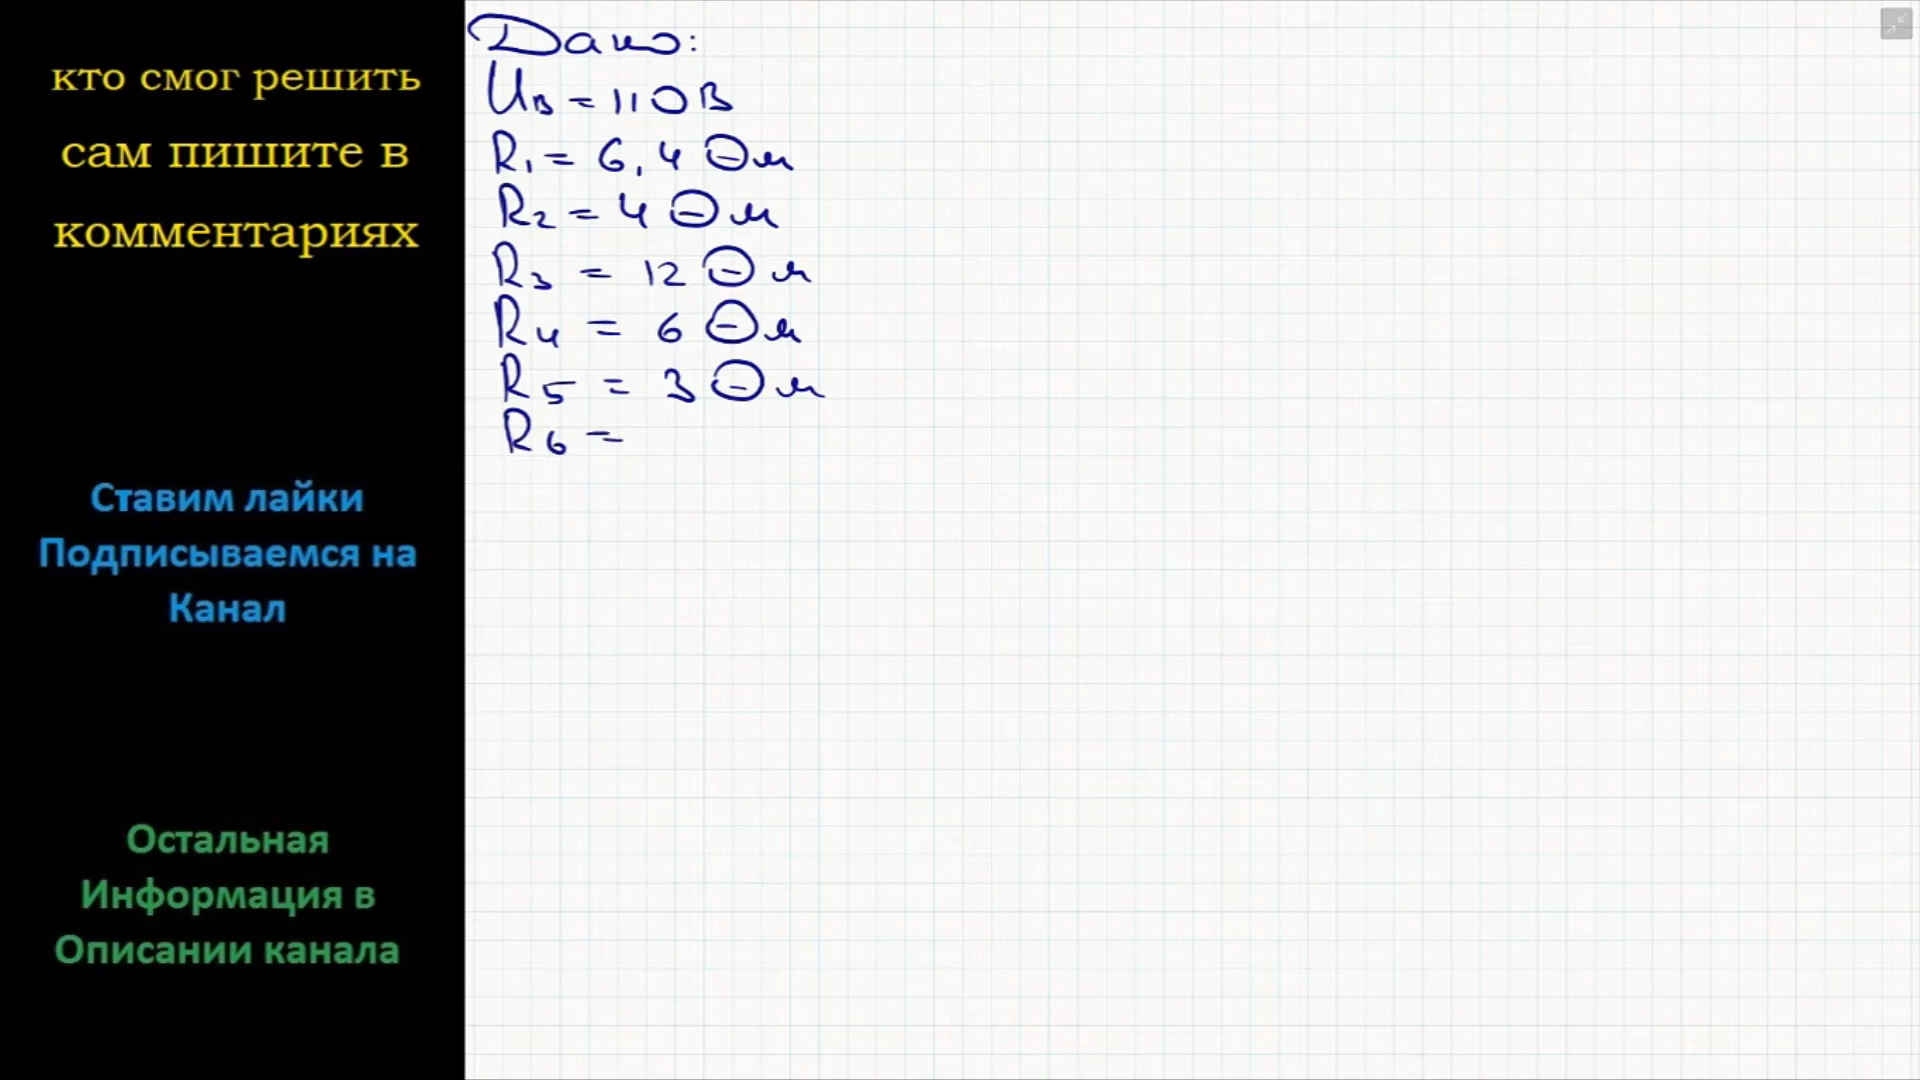 кто смог решить
сам пишите в
комментариях
Ставим лайки
Подписываемся на
Канал
Остальная
Информация в
Описании канала
Дано:
Uв = 110 В
R1 = 6,4 Ом
R2 = 4 Ом
R3 = 12 Ом
R4 = 6 Ом
R5 = 3 Ом
R6 =